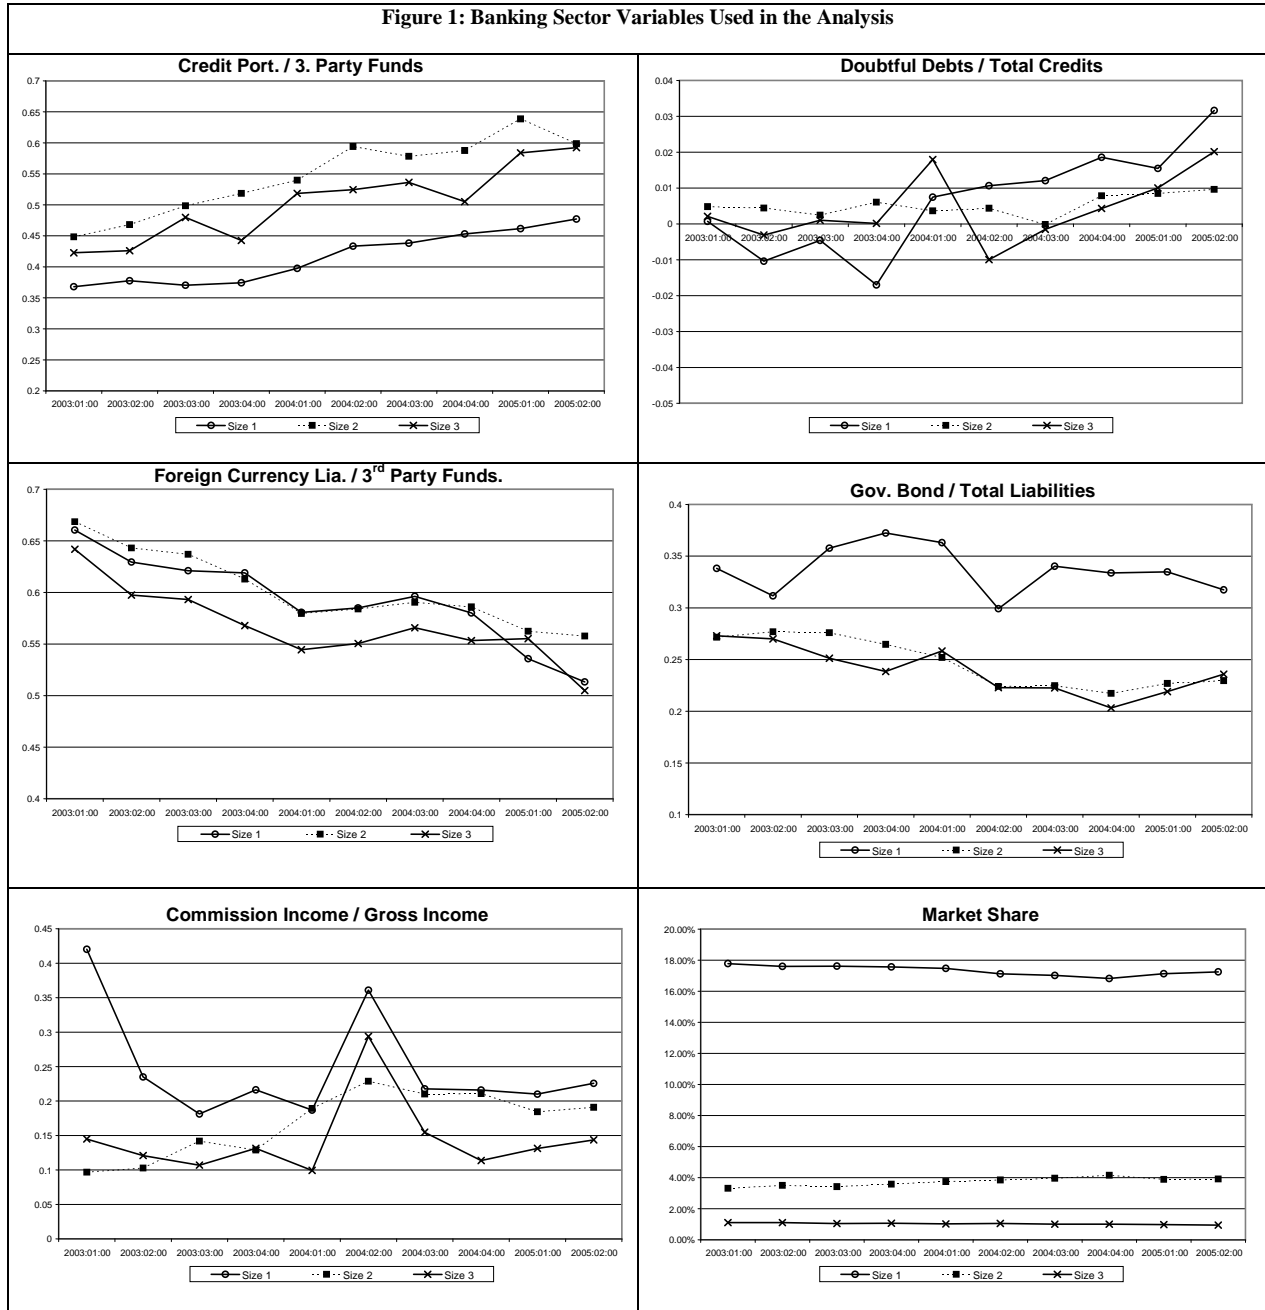 Figure 1: Banking Sector Variables Used in the Analysis
Credit Port. / 3. Party Funds
0.7
0.65
0.6
0.55
0.5
0.45
0.4
0.35
0.3
0.25
0.2
2003:01:00 2003:02:00 2003:03:00 2003:04:00 2004:01:00 2004:02:00 2004:03:00 2004:04:00 2005:01:00 2005:02:00
Size 1 Size 2 Size 3
Doubtful Debts / Total Credits
0.04
0.03
0.02
0.01
0
2003:01:00 2003:02:00 2003:03:00 2003:04:00 2004:01:00 2004:02:00 2004:03:00 2004:04:00 2005:01:00 2005:02:00
-0.01
-0.02
-0.03
-0.04
-0.05
Size 1 Size 2 Size 3
Foreign Currency Lia. / 3rd Party Funds.
0.7
0.65
0.6
0.55
0.5
0.45
0.4
2003:01:00 2003:02:00 2003:03:00 2003:04:00 2004:01:00 2004:02:00 2004:03:00 2004:04:00 2005:01:00 2005:02:00
Size 1 Size 2 Size 3
Gov. Bond / Total Liabilities
0.4
0.35
0.3
0.25
0.2
0.15
0.1
2003:01:00 2003:02:00 2003:03:00 2003:04:00 2004:01:00 2004:02:00 2004:03:00 2004:04:00 2005:01:00 2005:02:00
Size 1 Size 2 Size 3
Commission Income / Gross Income
0.45
0.4
0.35
0.3
0.25
0.2
0.15
0.1
0.05
0
2003:01:00 2003:02:00 2003:03:00 2003:04:00 2004:01:00 2004:02:00 2004:03:00 2004:04:00 2005:01:00 2005:02:00
Size 1 Size 2 Size 3
Market Share
20.00%
18.00%
16.00%
14.00%
12.00%
10.00%
8.00%
6.00%
4.00%
2.00%
0.00%
2003:01:00 2003:02:00 2003:03:00 2003:04:00 2004:01:00 2004:02:00 2004:03:00 2004:04:00 2005:01:00 2005:02:00
Size 1 Size 2 Size 3